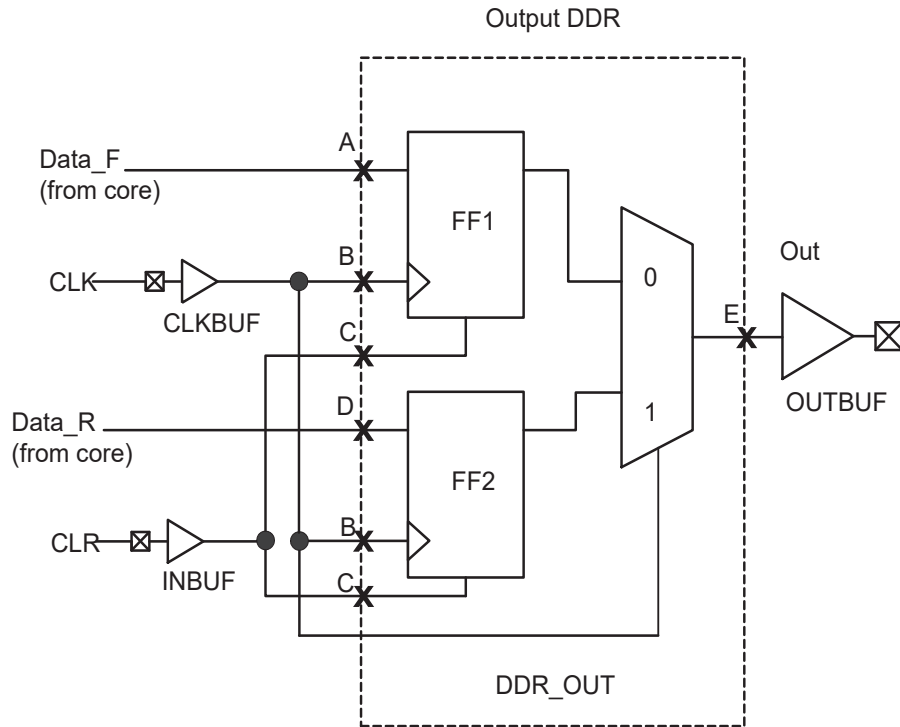 Output DDR
A
Data_F
(from core)
FF1
B
CLK
CLKBUF
0
Out
E
C
OUTBUF
D
Data_R
(from core)
1
FF2
B
CLR
INBUF
C
DDR_OUT